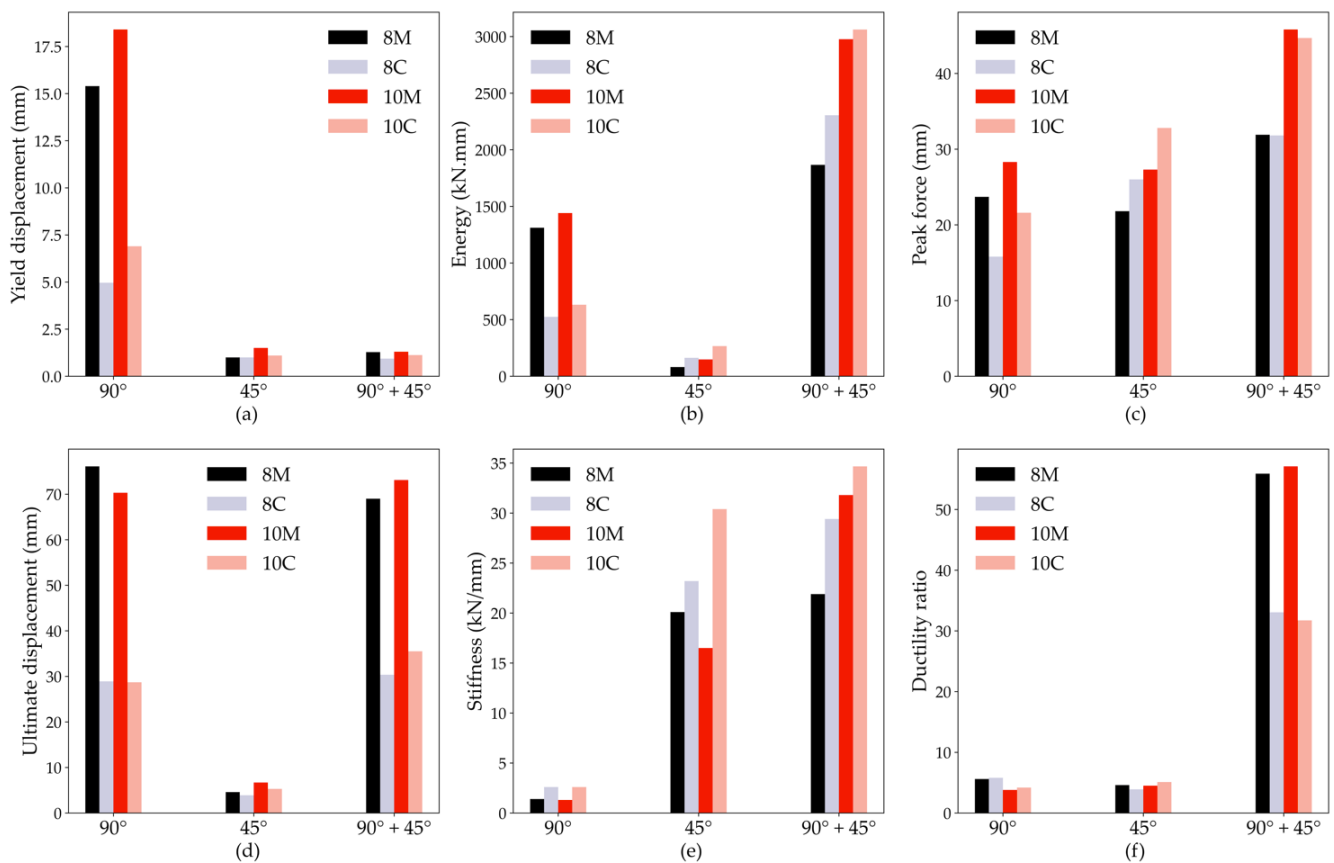 Yield displacement (mm)
17.5
15.0
12.5
10.0
7.5
5.0
2.5
0.0
8M
8C
10M
10C
90°
45°
90° + 45°
(a)
Energy (kN.mm)
3000
2500
2000
1500
1000
500
0
8M
8C
10M
10C
90°
45°
90° + 45°
(b)
Peak force (mm)
40
30
20
10
0
8M
8C
10M
10C
90°
45°
90° + 45°
(c)
Ultimate displacement (mm)
70
60
50
40
30
20
10
0
8M
8C
10M
10C
90°
45°
90° + 45°
(d)
Stiffness (kN/mm)
35
30
25
20
15
10
5
0
8M
8C
10M
10C
90°
45°
90° + 45°
(e)
Ductility ratio
50
40
30
20
10
0
8M
8C
10M
10C
90°
45°
90° + 45°
(f)